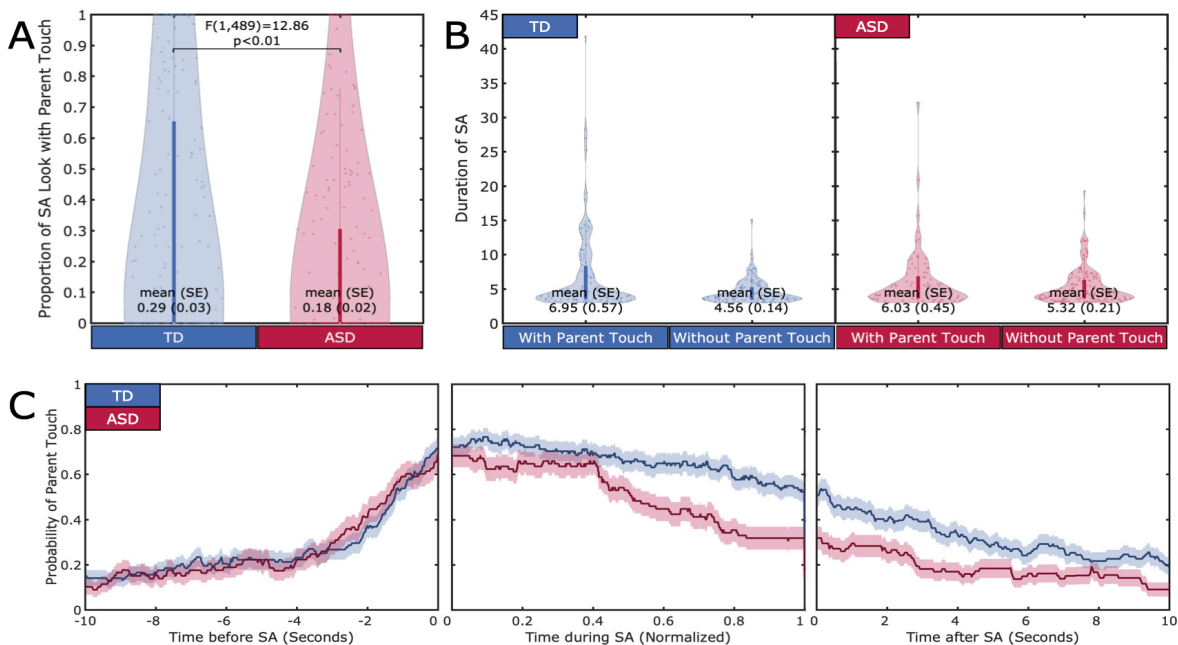 A
Proportion of SA Look with Parent Touch
1
0.9
0.8
0.7
0.6
0.5
0.4
0.3
0.2
0.1
0
F(1,489)=12.86
p<0.01
mean (SE)
0.29 (0.03)
mean (SE)
0.18 (0.02)
TD
ASD
B
Duration of SA
45
40
35
30
25
20
15
10
5
0
TD
ASD
mean (SE)
6.95 (0.57)
mean (SE)
4.56 (0.14)
mean (SE)
6.03 (0.45)
mean (SE)
5.32 (0.21)
With Parent Touch
Without Parent Touch
With Parent Touch
Without Parent Touch
C
Probability of Parent Touch
1
0.8
0.6
0.4
0.2
0
TD
ASD
-10 -8 -6 -4 -2 0
Time before SA (Seconds)
0 0.2 0.4 0.6 0.8 1
Time during SA (Normalized)
0 2 4 6 8 10
Time after SA (Seconds)